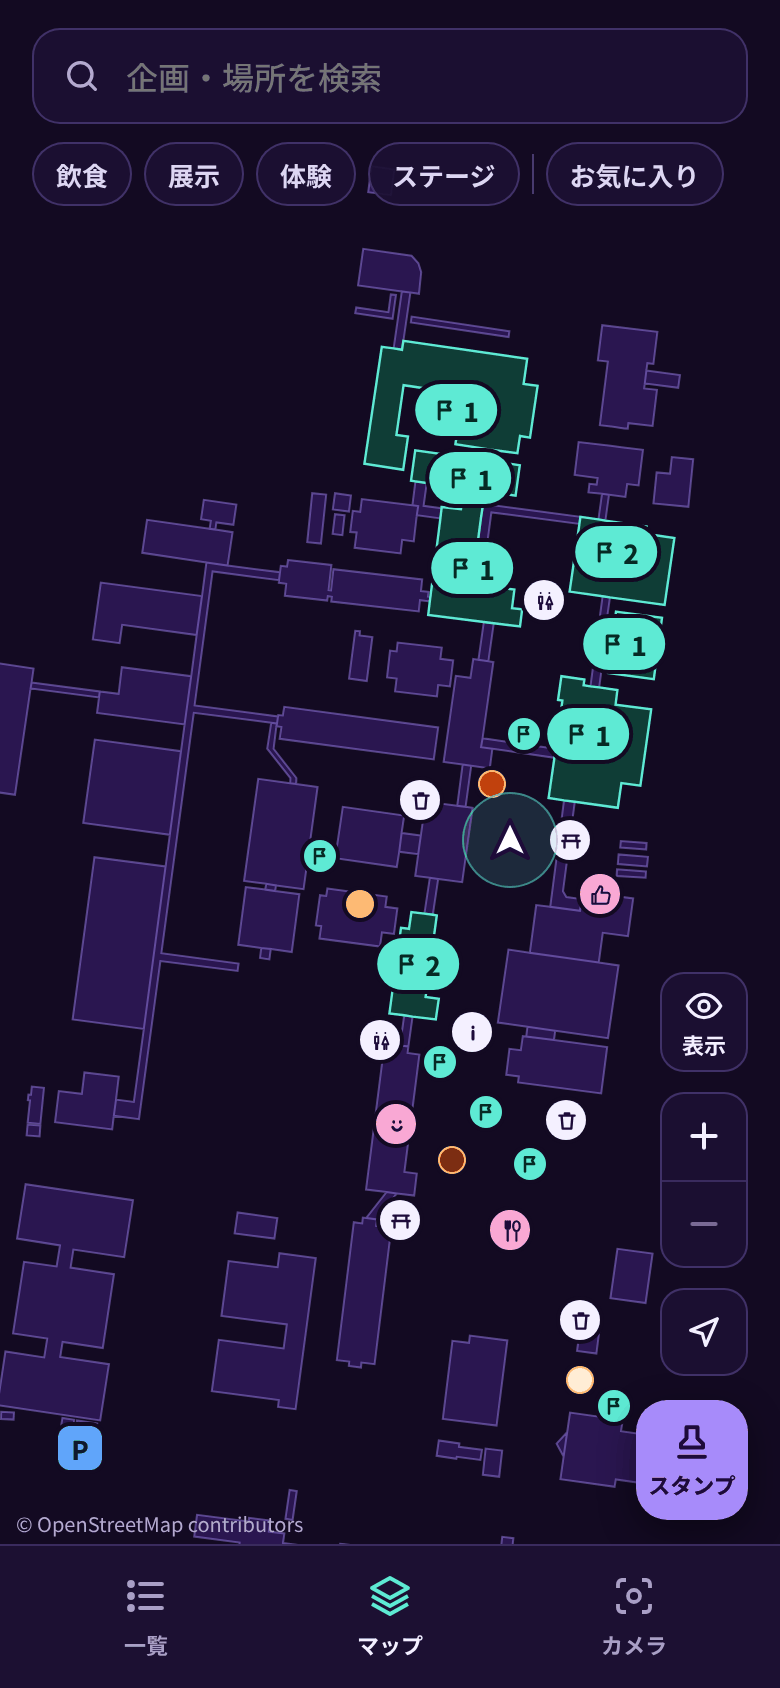 企画・場所を検索
飲食 展示 体験 ステージ お気に入り
1
1
1
2
1
1
2
i
表示
P
スタンプ
© OpenStreetMap contributors
一覧 マップ カメラ